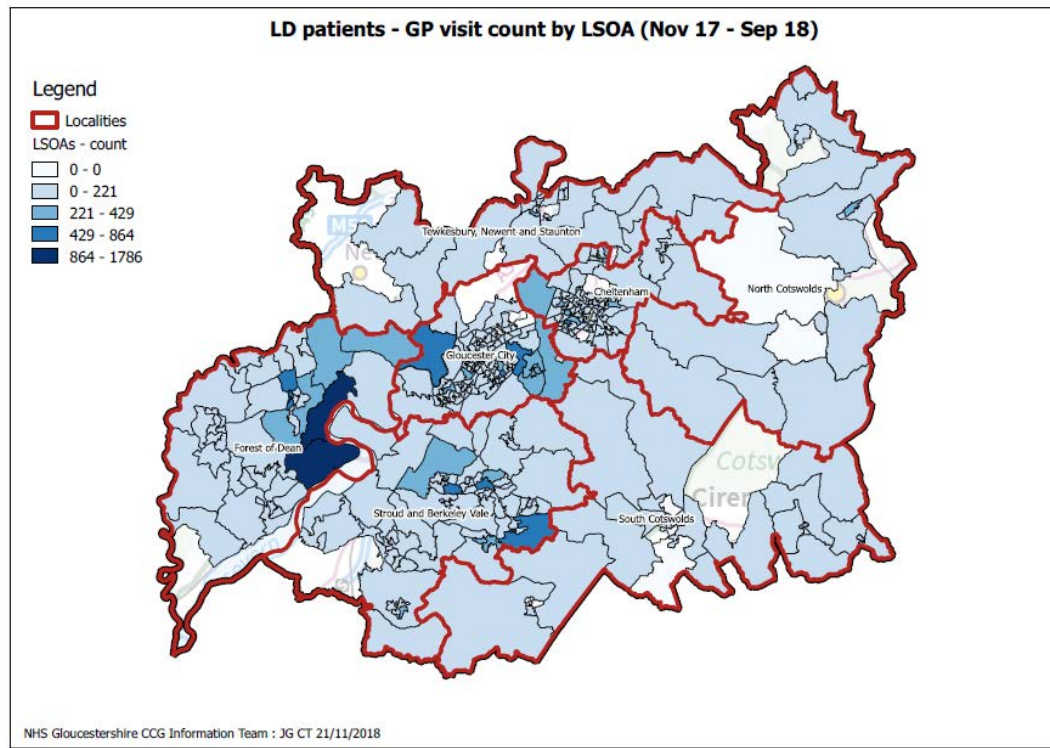 LD patients - GP visit count by LSOA (Nov 17 - Sep 18)
Legend
Localities
LSOAs - count
0 - 0
0 - 221
221 - 429
429 - 864
864 - 1786
M50
Ne
Tewkesbury, Newent and Staunton
Cheltenham
North Cotswolds
Gloucester City
Forest of Dean
Cotsw
Ciren
Stroud and Berkeley Vale
South Cotswolds
NHS Gloucestershire CCG Information Team : JG CT 21/11/2018